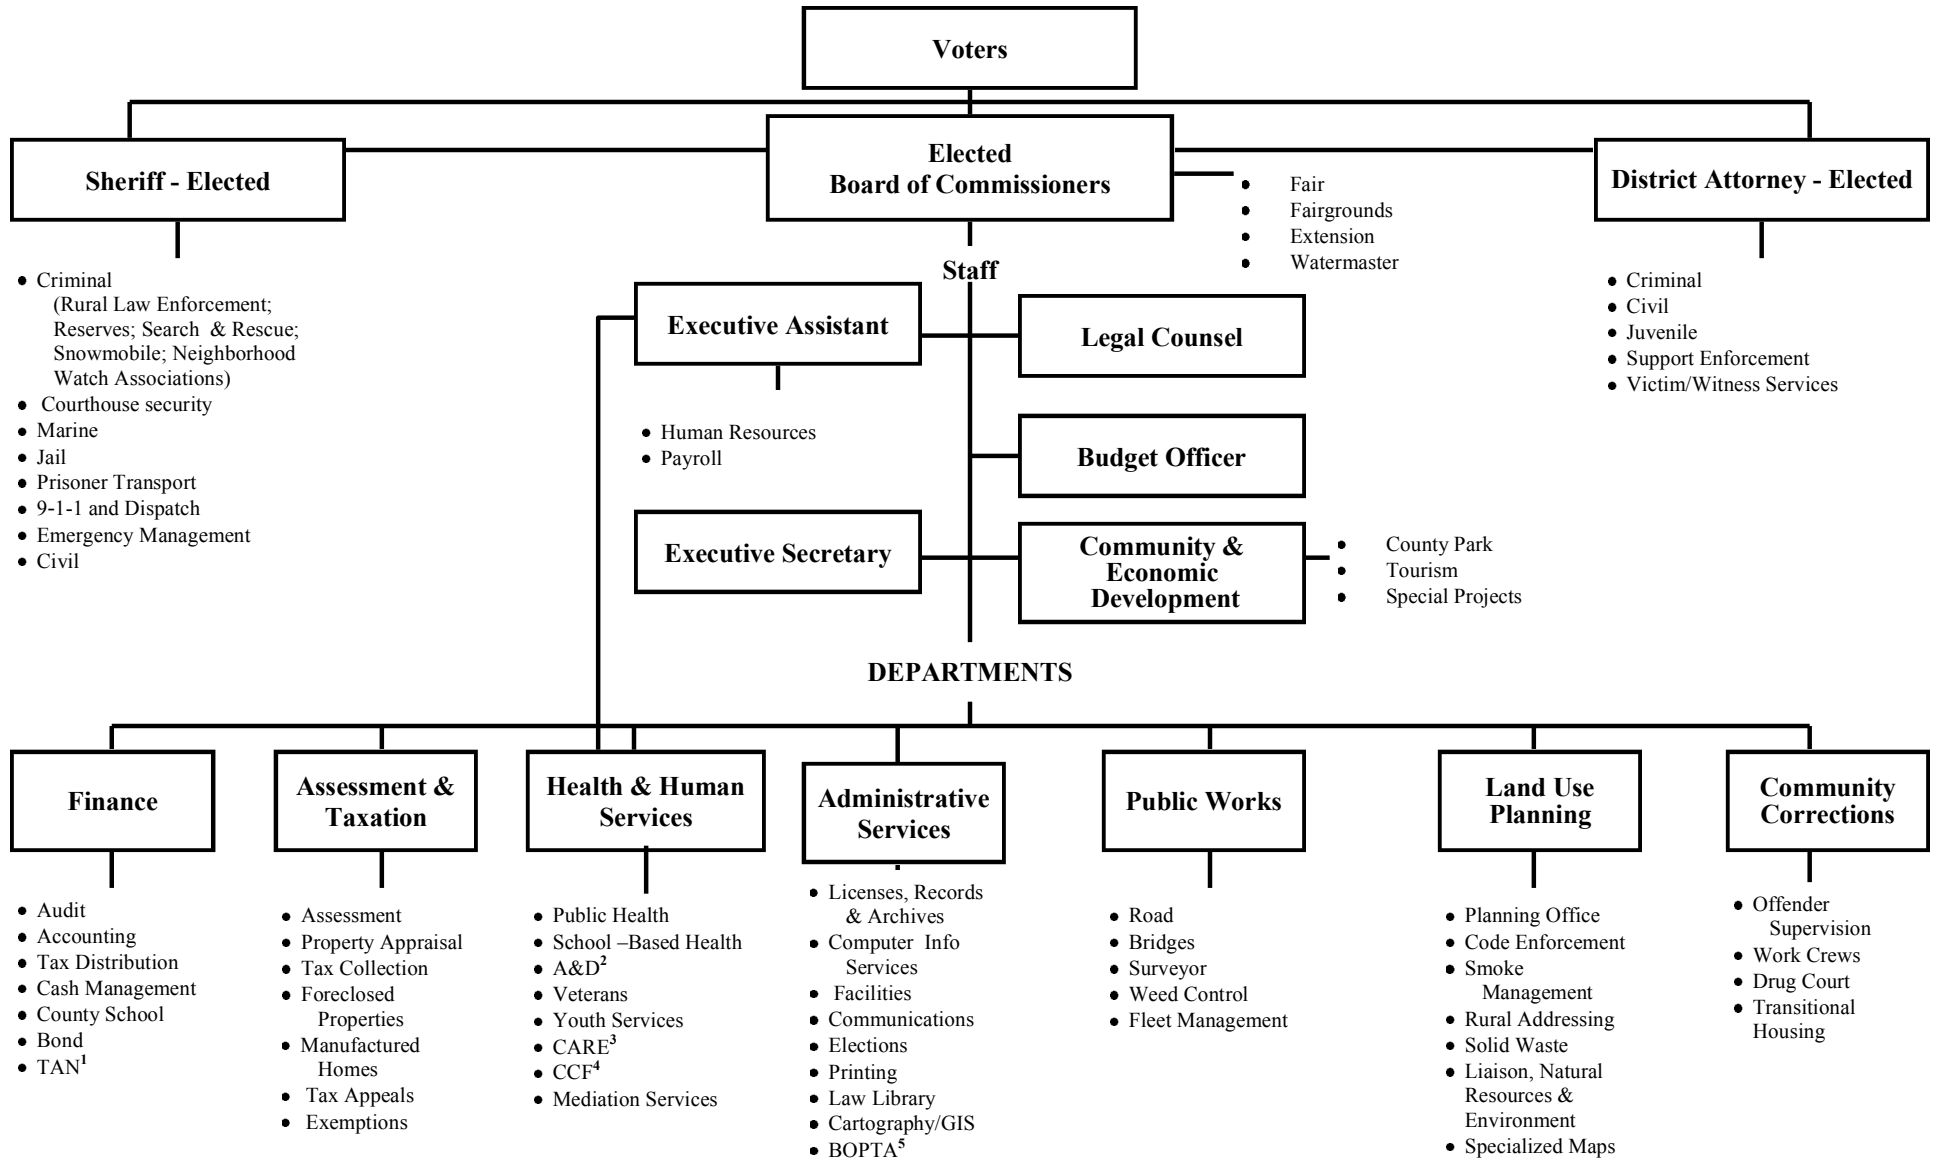 Voters
Sheriff - Elected
Elected
Board of Commissioners
District Attorney - Elected
• Fair
• Fairgrounds
• Extension
• Watermaster
• Criminal
(Rural Law Enforcement;
Reserves; Search & Rescue;
Snowmobile; Neighborhood
Watch Associations)
• Courthouse security
• Marine
• Jail
• Prisoner Transport
• 9-1-1 and Dispatch
• Emergency Management
• Civil
• Criminal
• Civil
• Juvenile
• Support Enforcement
• Victim/Witness Services
Staff
Executive Assistant
Legal Counsel
• Human Resources
• Payroll
Budget Officer
Executive Secretary
Community &
Economic
Development
• County Park
• Tourism
• Special Projects
DEPARTMENTS
Finance
• Audit
• Accounting
• Tax Distribution
• Cash Management
• County School
• Bond
• TAN¹
Assessment &
Taxation
• Assessment
• Property Appraisal
• Tax Collection
• Foreclosed
Properties
• Manufactured
Homes
• Tax Appeals
• Exemptions
Health & Human
Services
• Public Health
• School –Based Health
• A&D²
• Veterans
• Youth Services
• CARE³
• CCF⁴
• Mediation Services
Administrative
Services
• Licenses, Records
& Archives
• Computer Info
Services
• Facilities
• Communications
• Elections
• Printing
• Law Library
• Cartography/GIS
• BOPTA⁵
Public Works
• Road
• Bridges
• Surveyor
• Weed Control
• Fleet Management
Land Use
Planning
• Planning Office
• Code Enforcement
• Smoke
Management
• Rural Addressing
• Solid Waste
• Liaison, Natural
Resources &
Environment
• Specialized Maps
Community
Corrections
• Offender
Supervision
• Work Crews
• Drug Court
• Transitional
Housing